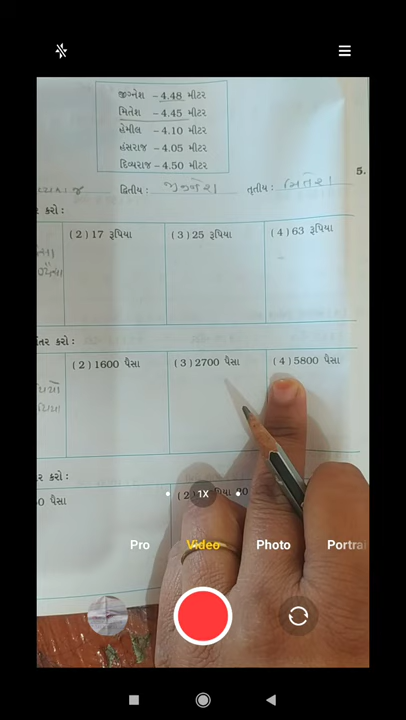 જીગ્નેશ - 4.48 મીટર
મિતેશ - 4.45 મીટર
હેમીલ - 4.10 મીટર
હંસરાજ - 4.05 મીટર
દિવ્યરાજ - 4.50 મીટર
5.
દ્વિતીય : જીગ્નેશ તૃતીય : મિતેશ
ર કરો :
(2) 17 રૂપિયા (3) 25 રૂપિયા (4) 63 રૂપિયા
ંતર કરો :
(2) 1600 પૈસા (3) 2700 પૈસા (4) 5800 પૈસા
ર કરો :
0 પૈસા
1X
Pro Video Photo Portrai